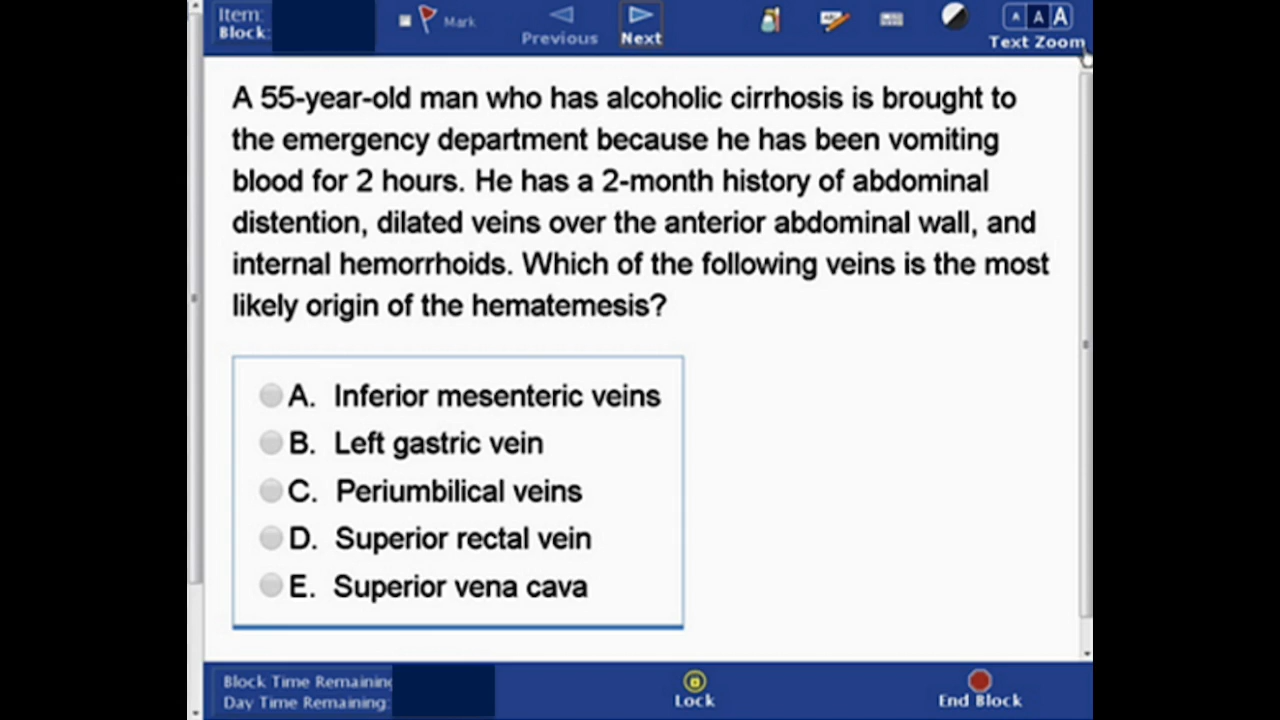 Item:
Block:
Mark
Previous
Next
A A A
Text Zoom
A 55-year-old man who has alcoholic cirrhosis is brought to
the emergency department because he has been vomiting
blood for 2 hours. He has a 2-month history of abdominal
distention, dilated veins over the anterior abdominal wall, and
internal hemorrhoids. Which of the following veins is the most
likely origin of the hematemesis?
A. Inferior mesenteric veins
B. Left gastric vein
C. Periumbilical veins
D. Superior rectal vein
E. Superior vena cava
Block Time Remaining
Day Time Remaining:
Lock
End Block